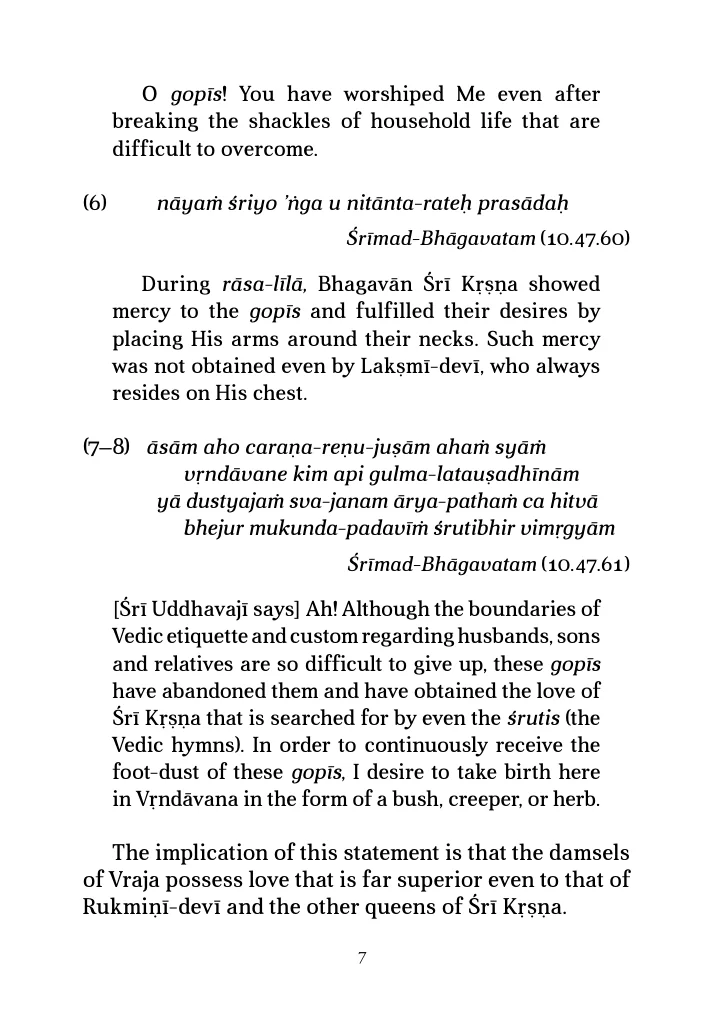 O gopīs! You have worshiped Me even after
breaking the shackles of household life that are
difficult to overcome.
(6) nāyaṁ śriyo ’ṅga u nitānta-rateḥ prasādaḥ
Śrīmad-Bhāgavatam (10.47.60)
During rāsa-līlā, Bhagavān Śrī Kṛṣṇa showed
mercy to the gopīs and fulfilled their desires by
placing His arms around their necks. Such mercy
was not obtained even by Lakṣmī-devī, who always
resides on His chest.
(7–8) āsām aho caraṇa-reṇu-juṣām ahaṁ syāṁ
vṛndāvane kim api gulma-latauṣadhīnām
yā dustyajaṁ sva-janam ārya-pathaṁ ca hitvā
bhejur mukunda-padavīṁ śrutibhir vimṛgyām
Śrīmad-Bhāgavatam (10.47.61)
[Śrī Uddhavajī says] Ah! Although the boundaries of
Vedic etiquette and custom regarding husbands, sons
and relatives are so difficult to give up, these gopīs
have abandoned them and have obtained the love of
Śrī Kṛṣṇa that is searched for by even the śrutis (the
Vedic hymns). In order to continuously receive the
foot-dust of these gopīs, I desire to take birth here
in Vṛndāvana in the form of a bush, creeper, or herb.
The implication of this statement is that the damsels
of Vraja possess love that is far superior even to that of
Rukmiṇī-devī and the other queens of Śrī Kṛṣṇa.
7